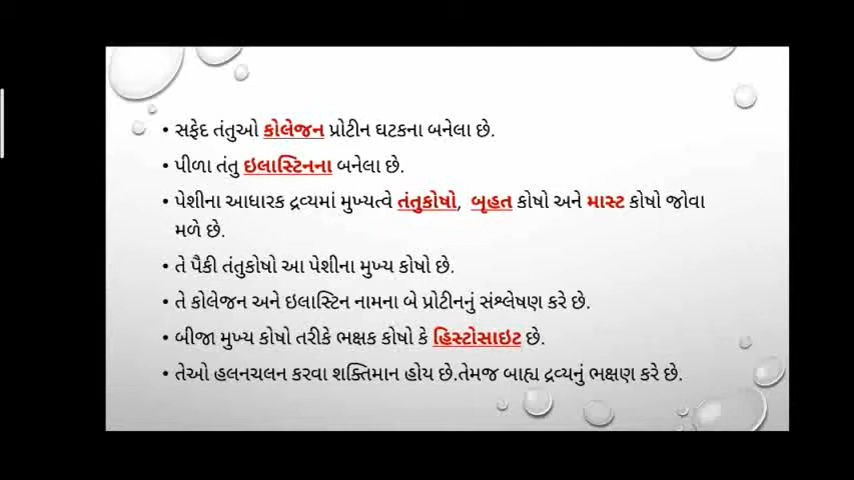 • સફેદ તંતુઓ કોલેજન પ્રોટીન ઘટકના બનેલા છે.
• પીળા તંતુ ઇલાસ્ટિનના બનેલા છે.
• પેશીના આધારક દ્રવ્યમાં મુખ્યત્વે તંતુકોષો, બૃહત કોષો અને માસ્ટ કોષો જોવા
મળે છે.
• તે પૈકી તંતુકોષો આ પેશીના મુખ્ય કોષો છે.
• તે કોલેજન અને ઇલાસ્ટિન નામના બે પ્રોટીનનું સંશ્લેષણ કરે છે.
• બીજા મુખ્ય કોષો તરીકે ભક્ષક કોષો કે હિસ્ટોસાઇટ છે.
• તેઓ હલનચલન કરવા શક્તિમાન હોય છે.તેમજ બાહ્ય દ્રવ્યનું ભક્ષણ કરે છે.